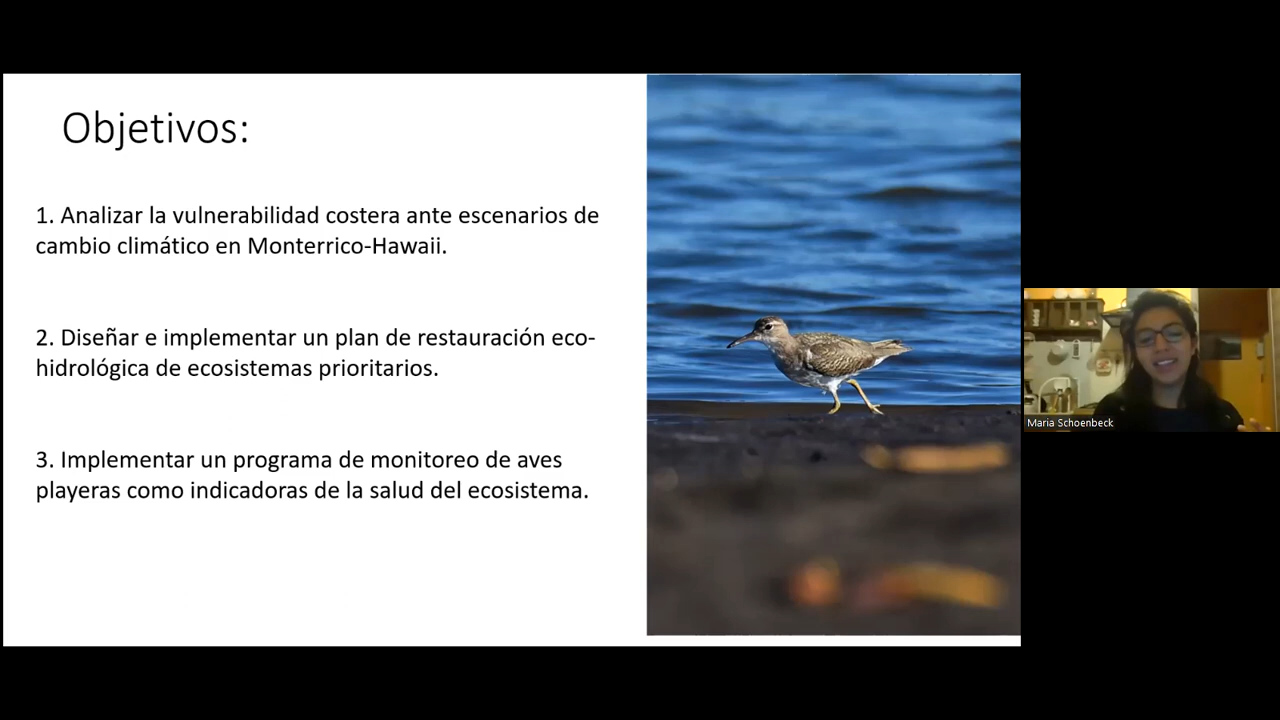 Objetivos:
1. Analizar la vulnerabilidad costera ante escenarios de
cambio climático en Monterrico-Hawaii.
2. Diseñar e implementar un plan de restauración eco-
hidrológica de ecosistemas prioritarios.
3. Implementar un programa de monitoreo de aves
playeras como indicadoras de la salud del ecosistema.
Maria Schoenbeck